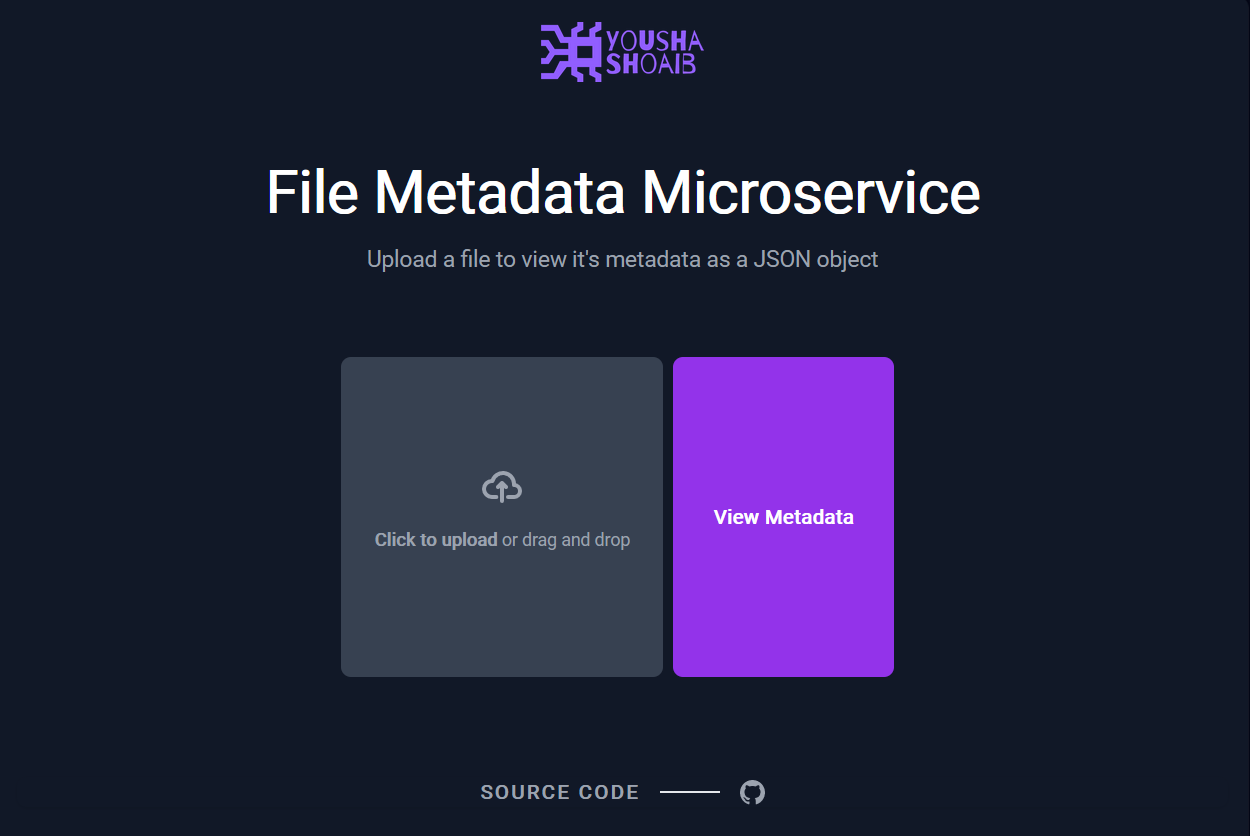 YOUSHA
SHOAIB
File Metadata Microservice
Upload a file to view it's metadata as a JSON object
Click to upload or drag and drop
View Metadata
SOURCE CODE